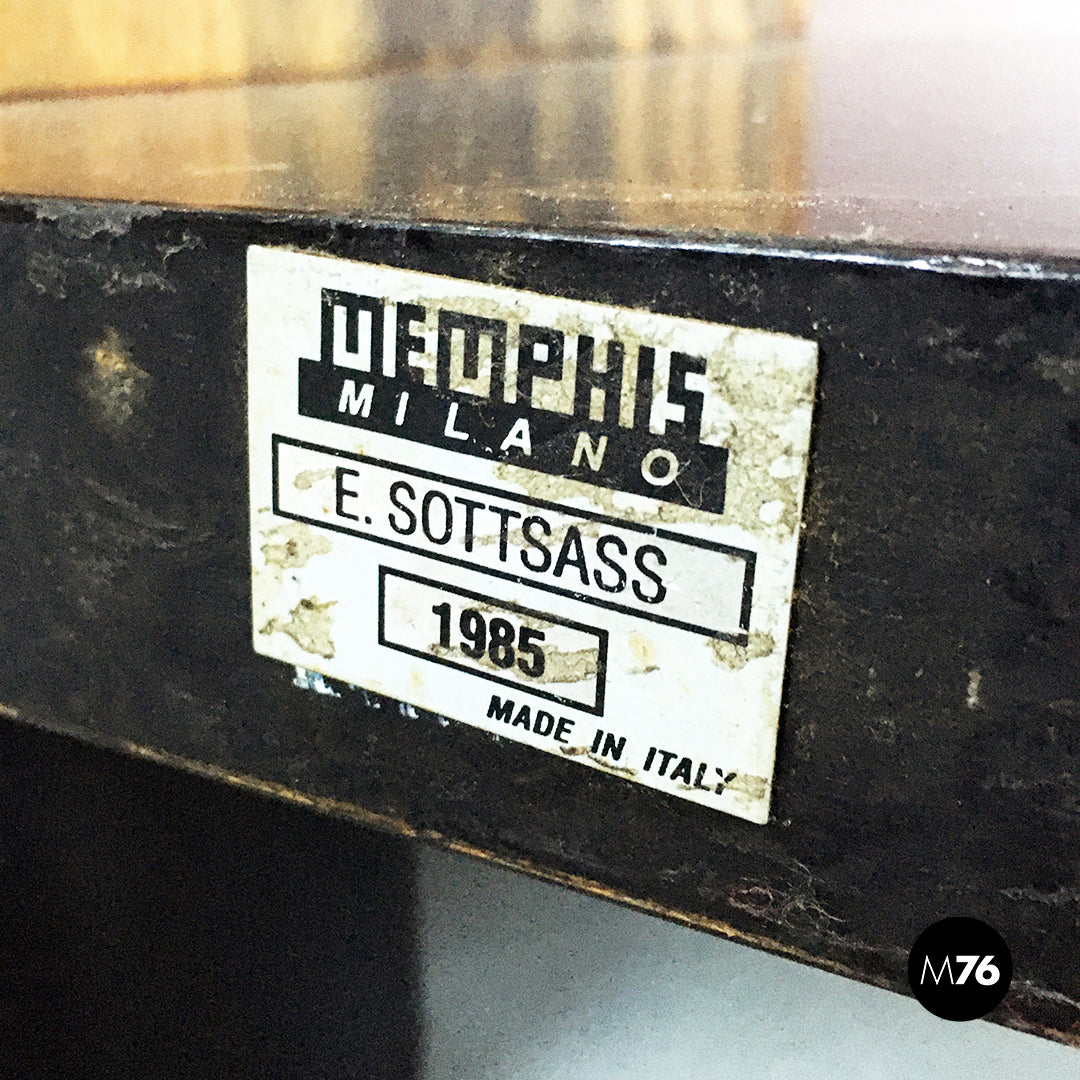 MEMPHIS
MILANO
E. SOTTSASS
1985
MADE IN ITALY
M76